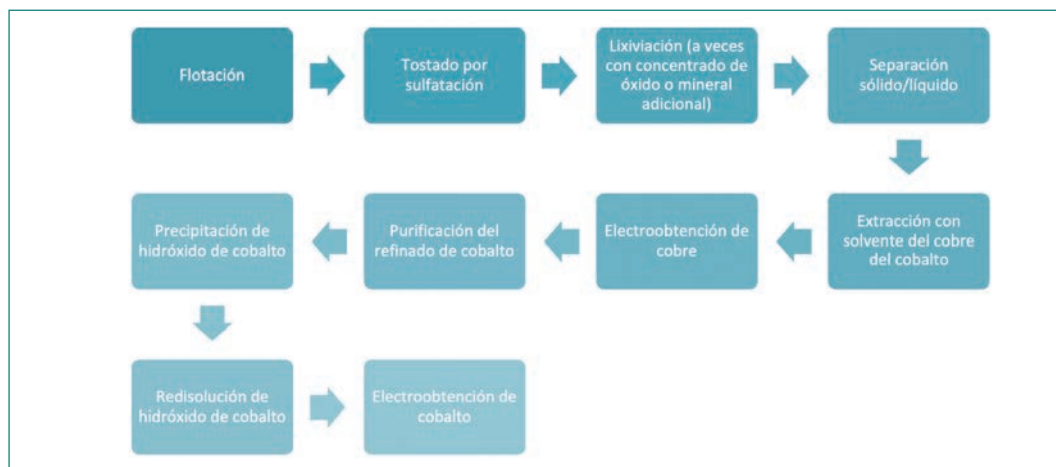 Flotación
Tostado por
sulfatación
Lixiviación (a veces
con concentrado de
óxido o mineral
adicional)
Separación
sólido/líquido
Extracción con
solvente del cobre
del cobalto
Electroobtención de
cobre
Purificación del
refinado de cobalto
Precipitación de
hidróxido de cobalto
Redisolución de
hidróxido de cobalto
Electroobtención de
cobalto